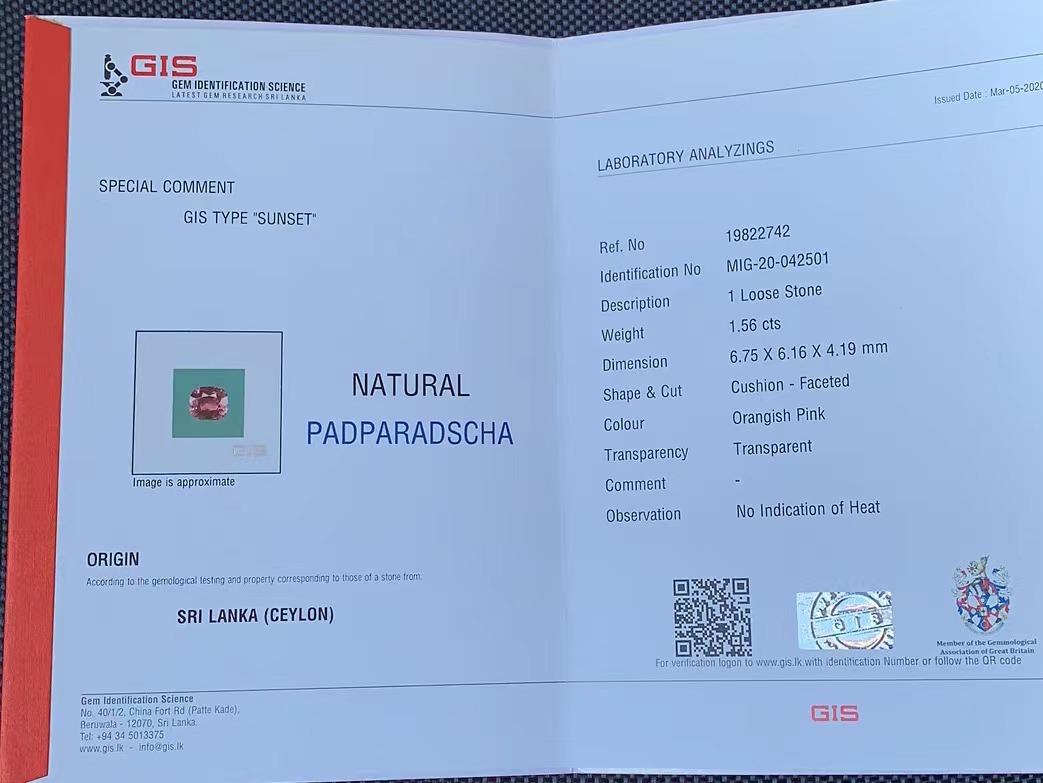 GIS
GEM IDENTIFICATION SCIENCE
LATEST GEM RESEARCH SRI LANKA
SPECIAL COMMENT
GIS TYPE "SUNSET"
NATURAL
PADPARADSCHA
Image is approximate
ORIGIN
According to the gemological testing and property corresponding to those of a stone from:
SRI LANKA (CEYLON)
Gem Identification Science
No. 40/1/2, China Fort Rd (Patte Kade),
Beruwala - 12070, Sri Lanka.
Tel: +94 34 5013375
www.gis.lk - info@gis.lk
Issued Date : Mar-05-2020
LABORATORY ANALYZINGS
Ref. No 19822742
Identification No MIG-20-042501
Description 1 Loose Stone
Weight 1.56 cts
Dimension 6.75 X 6.16 X 4.19 mm
Shape & Cut Cushion - Faceted
Colour Orangish Pink
Transparency Transparent
Comment -
Observation No Indication of Heat
GIS
Member of the Gemmological
Association of Great Britain
For verification logon to www.gis.lk with identification Number or follow the QR code
GIS